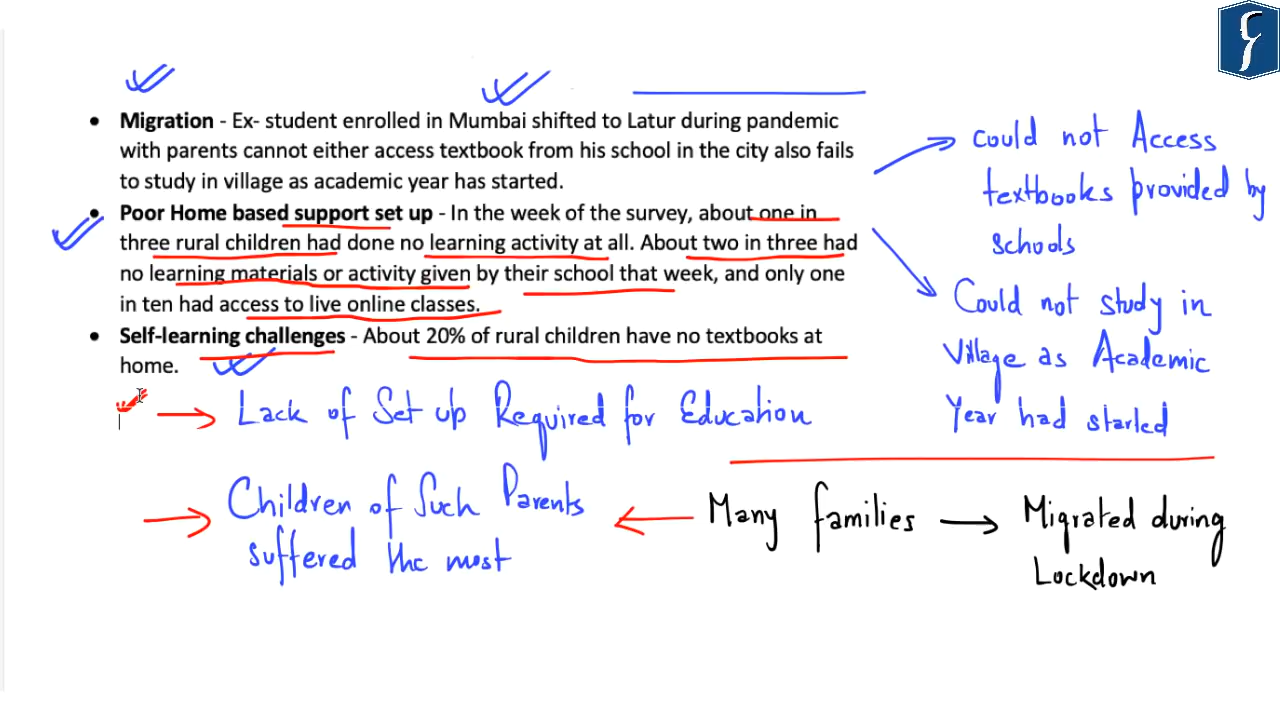 • Migration - Ex- student enrolled in Mumbai shifted to Latur during pandemic
with parents cannot either access textbook from his school in the city also fails
to study in village as academic year has started.
• Poor Home based support set up - In the week of the survey, about one in
three rural children had done no learning activity at all. About two in three had
no learning materials or activity given by their school that week, and only one
in ten had access to live online classes.
• Self-learning challenges - About 20% of rural children have no textbooks at
home.
→ Lack of Set up Required for Education
→ Children of Such Parents
suffered the most
← Many families → Migrated during
Lockdown
could not Access
textbooks provided by
schools
Could not study in
Village as Academic
Year had started